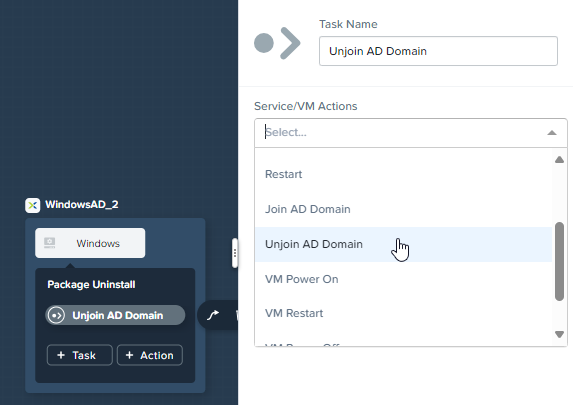 Task Name
Unjoin AD Domain
Service/VM Actions
Select...
Restart
Join AD Domain
Unjoin AD Domain
VM Power On
VM Restart
WindowsAD_2
Windows
Package Uninstall
Unjoin AD Domain
+ Task
+ Action